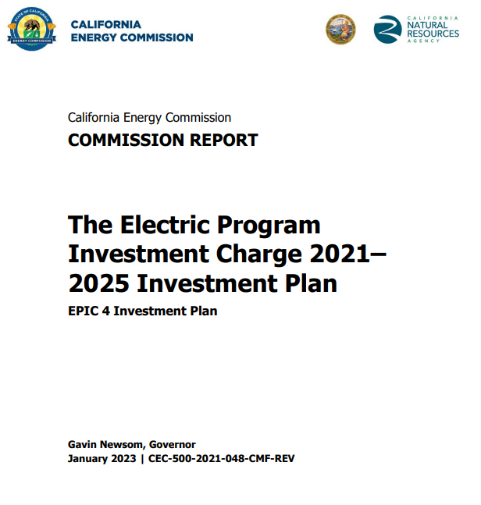 CALIFORNIA
ENERGY COMMISSION
CALIFORNIA
NATURAL
RESOURCES
AGENCY
California Energy Commission
COMMISSION REPORT
The Electric Program
Investment Charge 2021–
2025 Investment Plan
EPIC 4 Investment Plan
Gavin Newsom, Governor
January 2023 | CEC-500-2021-048-CMF-REV